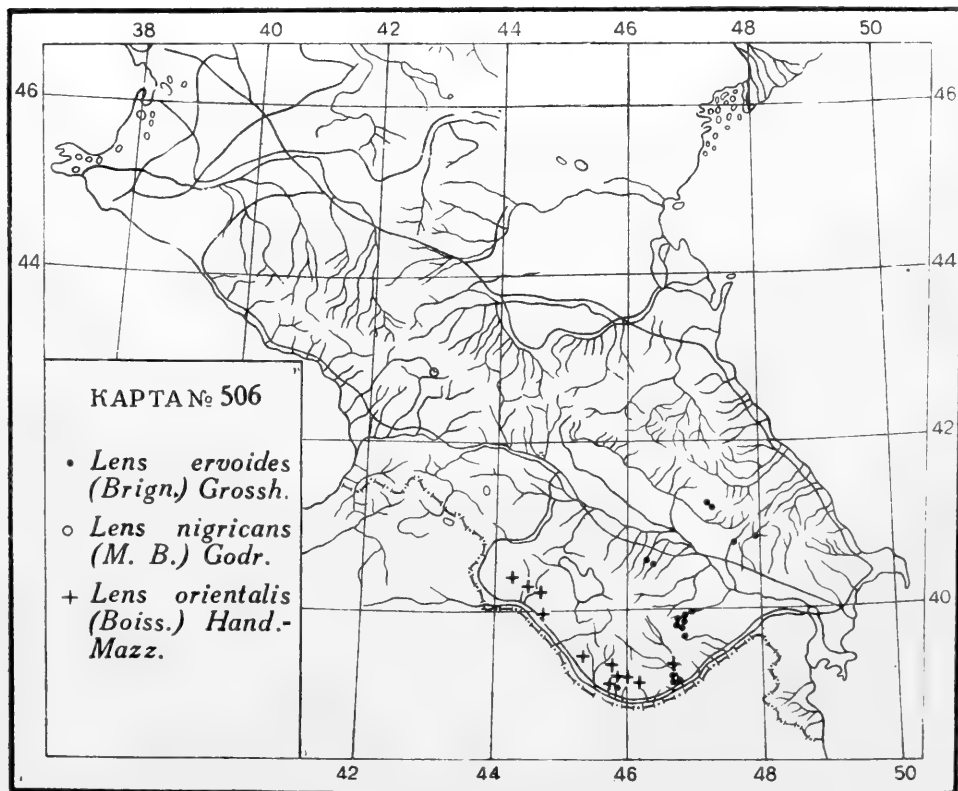 38 40 42 44 46 48 50
46 46
44 44
КАРТА № 506
42
• Lens ervoides
(Brign.) Grossh.
○ Lens nigricans
(M. B.) Godr.
40
+ Lens orientalis
(Boiss.) Hand.-
Mazz.
42 44 46 48 50